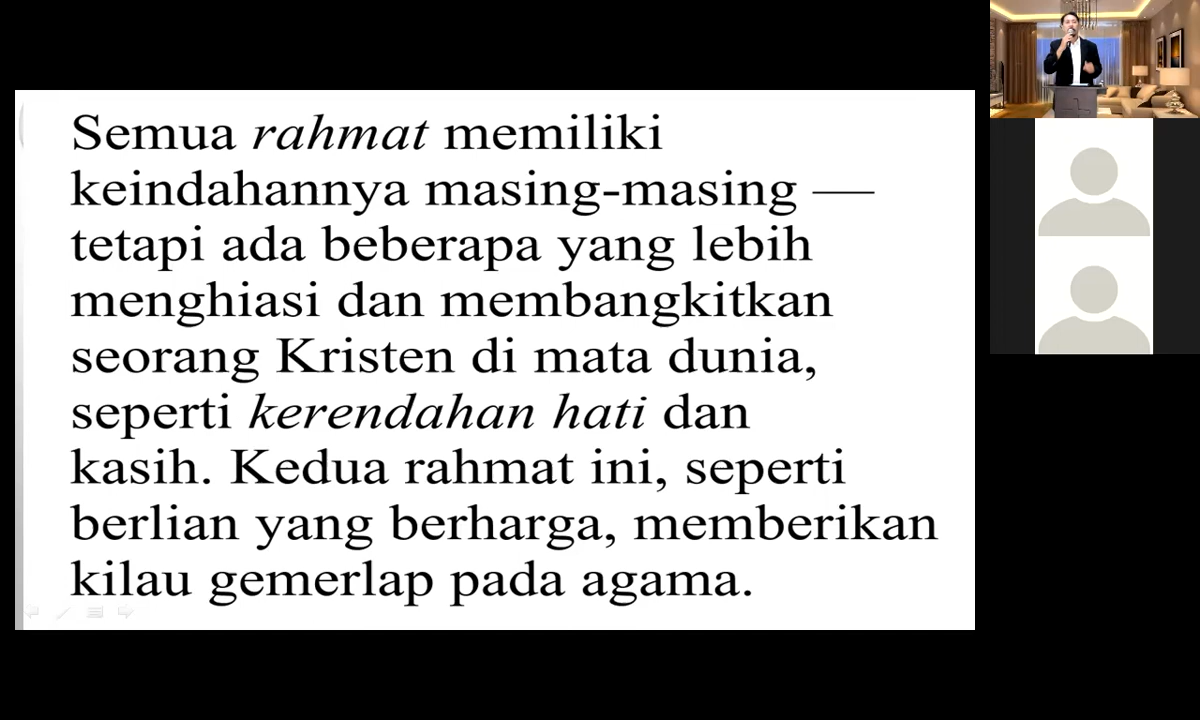 Semua rahmat memiliki
keindahannya masing-masing —
tetapi ada beberapa yang lebih
menghiasi dan membangkitkan
seorang Kristen di mata dunia,
seperti kerendahan hati dan
kasih. Kedua rahmat ini, seperti
berlian yang berharga, memberikan
kilau gemerlap pada agama.